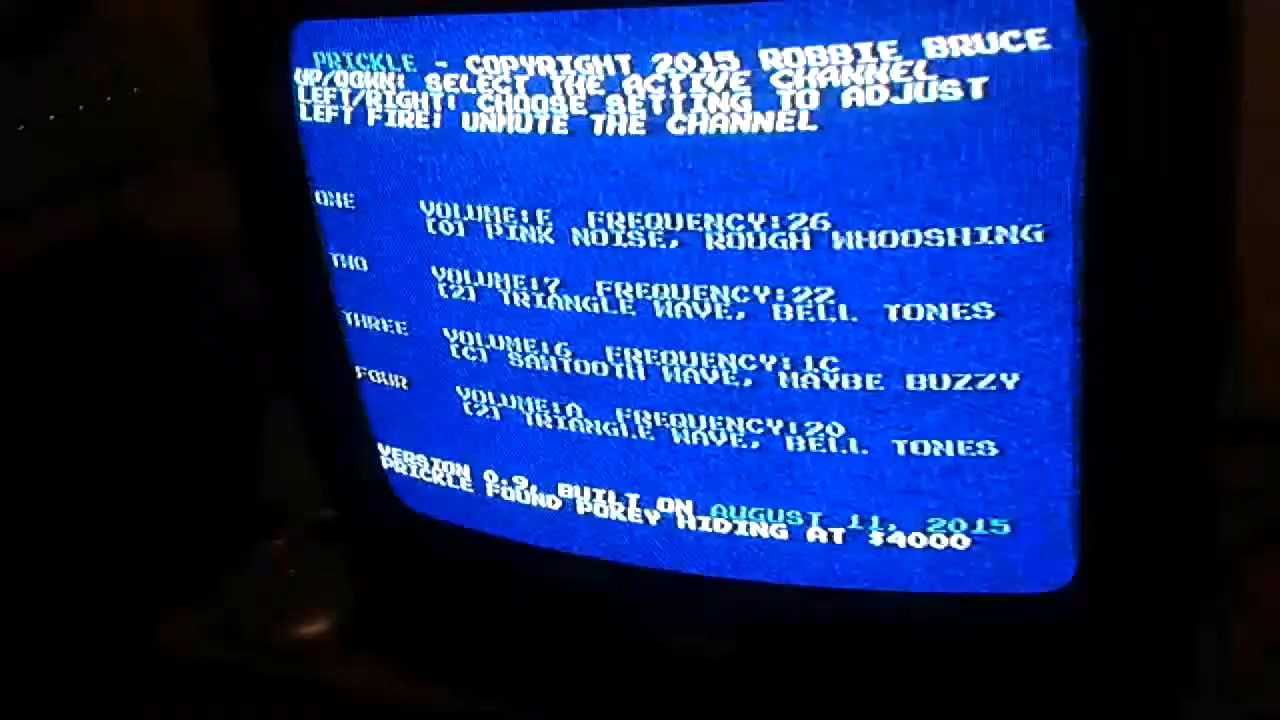 PRICKLE - COPYRIGHT 2015 ROBBIE BRUCE
UP/DOWN: SELECT THE ACTIVE CHANNEL
LEFT/RIGHT: CHOOSE SETTING TO ADJUST
LEFT FIRE: UNMUTE THE CHANNEL
ONE VOLUME:E FREQUENCY:26
(0) PINK NOISE, ROUGH WHOOSHING
TWO VOLUME:7 FREQUENCY:22
(2) TRIANGLE WAVE, BELL TONES
THREE VOLUME:6 FREQUENCY:1C
(C) SAWTOOTH WAVE, MAYBE BUZZY
FOUR VOLUME:A FREQUENCY:20
(2) TRIANGLE WAVE, BELL TONES
VERSION 0.9, BUILT ON AUGUST 11, 2015
PRICKLE FOUND POKEY HIDING AT $4000